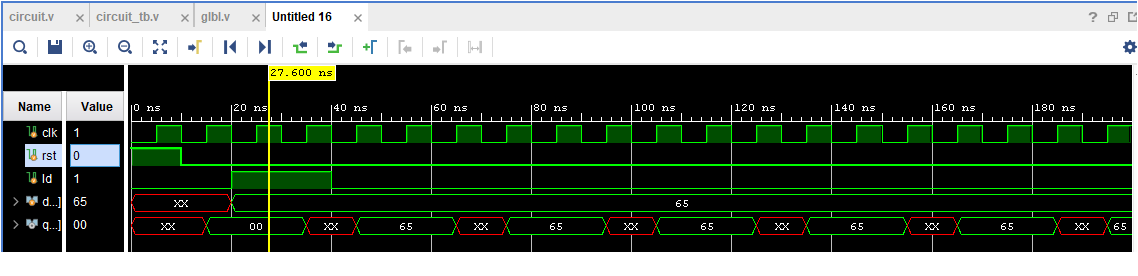 circuit.v × circuit_tb.v × glbl.v × Untitled 16 × ?
27.600 ns
Name Value 0 ns 20 ns 40 ns 60 ns 80 ns 100 ns 120 ns 140 ns 160 ns 180 ns
clk 1
rst 0
ld 1
d...] 65 XX 65
q...] 00 XX 00 XX 65 XX 65 XX 65 XX 65 XX 65 XX 65